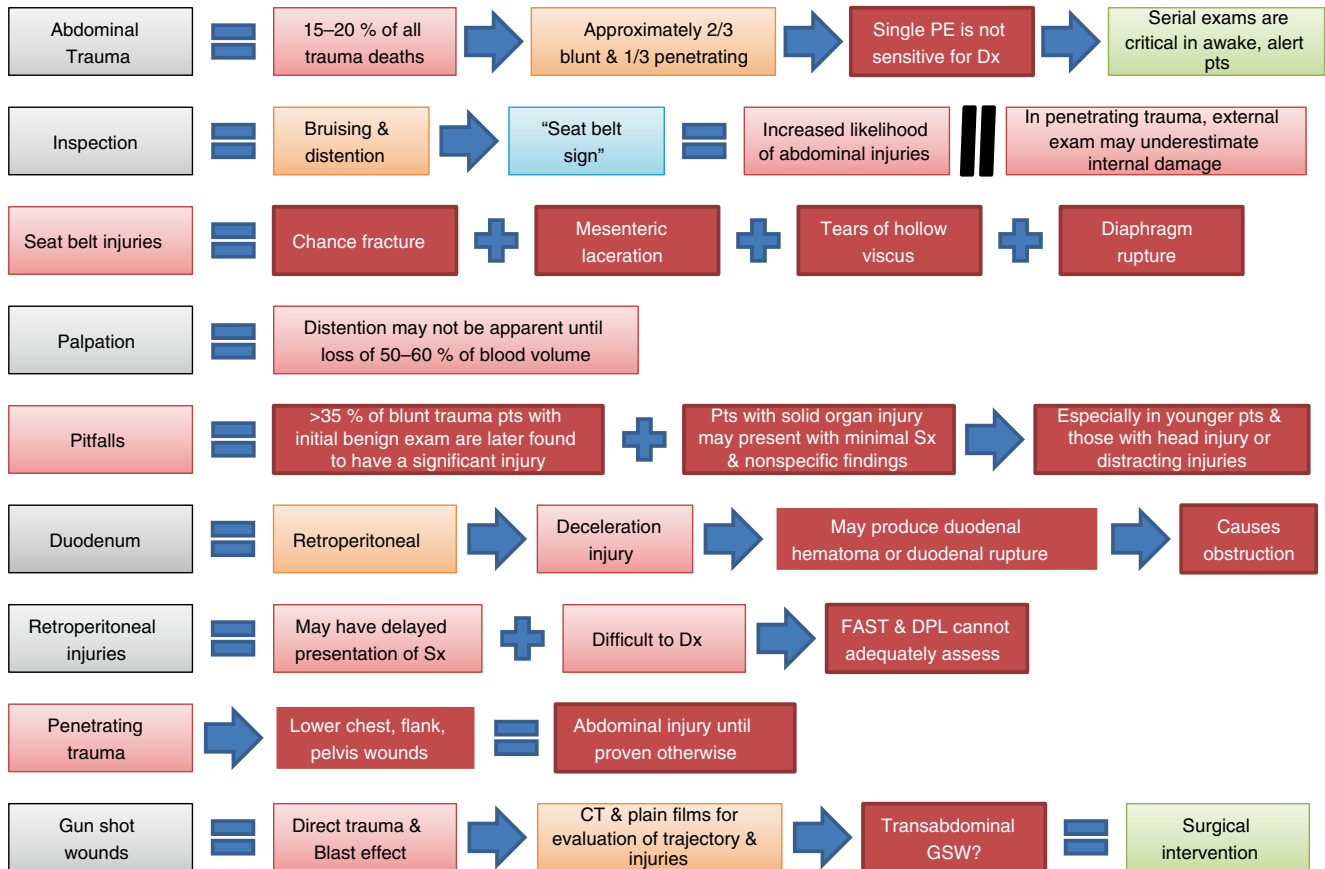 Abdominal
Trauma
15–20 % of all
trauma deaths
Approximately 2/3
blunt & 1/3 penetrating
Single PE is not
sensitive for Dx
Serial exams are
critical in awake, alert
pts
Inspection
Bruising &
distention
“Seat belt
sign”
Increased likelihood
of abdominal injuries
In penetrating trauma, external
exam may underestimate
internal damage
Seat belt injuries
Chance fracture
Mesenteric
laceration
Tears of hollow
viscus
Diaphragm
rupture
Palpation
Distention may not be apparent until
loss of 50–60 % of blood volume
Pitfalls
>35 % of blunt trauma pts with
initial benign exam are later found
to have a significant injury
Pts with solid organ injury
may present with minimal Sx
& nonspecific findings
Especially in younger pts &
those with head injury or
distracting injuries
Duodenum
Retroperitoneal
Deceleration
injury
May produce duodenal
hematoma or duodenal rupture
Causes
obstruction
Retroperitoneal
injuries
May have delayed
presentation of Sx
Difficult to Dx
FAST & DPL cannot
adequately assess
Penetrating
trauma
Lower chest, flank,
pelvis wounds
Abdominal injury until
proven otherwise
Gun shot
wounds
Direct trauma &
Blast effect
CT & plain films for
evaluation of trajectory &
injuries
Transabdominal
GSW?
Surgical
intervention